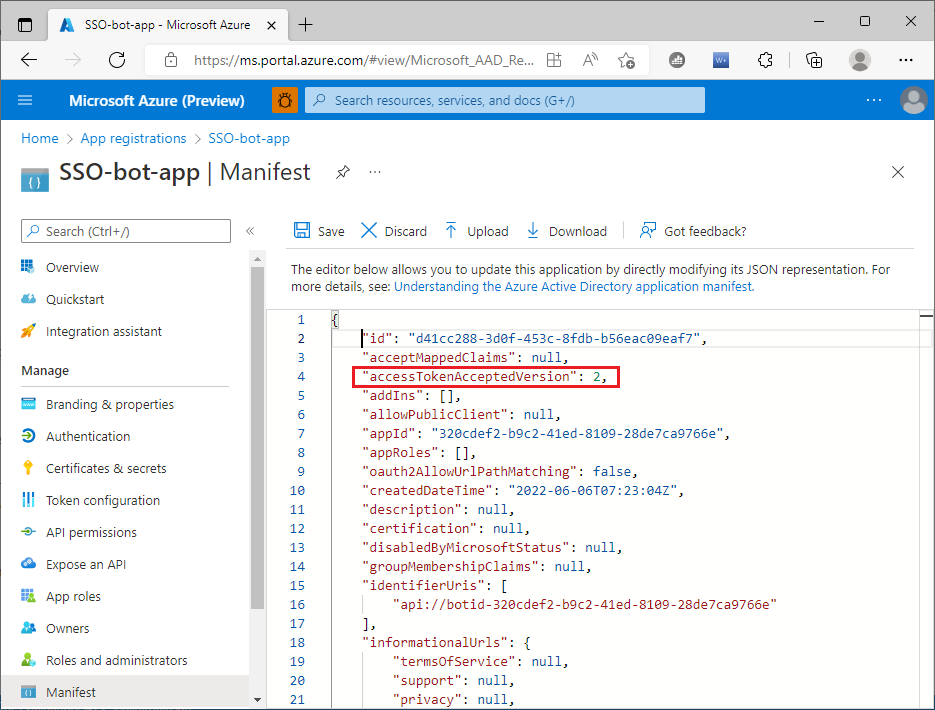 SSO-bot-app - Microsoft Azure
https://ms.portal.azure.com/#view/Microsoft_AAD_Re...
Microsoft Azure (Preview)
Search resources, services, and docs (G+/)
Home > App registrations > SSO-bot-app
SSO-bot-app | Manifest
Search (Ctrl+/)
Overview
Quickstart
Integration assistant
Manage
Branding & properties
Authentication
Certificates & secrets
Token configuration
API permissions
Expose an API
App roles
Owners
Roles and administrators
Manifest
Save Discard Upload Download Got feedback?
The editor below allows you to update this application by directly modifying its JSON representation. For
more details, see: Understanding the Azure Active Directory application manifest.
1 {
2 "id": "d41cc288-3d0f-453c-8fdb-b56eac09eaf7",
3 "acceptMappedClaims": null,
4 "accessTokenAcceptedVersion": 2,
5 "addIns": [],
6 "allowPublicClient": null,
7 "appId": "320cdef2-b9c2-41ed-8109-28de7ca9766e",
8 "appRoles": [],
9 "oauth2AllowUrlPathMatching": false,
10 "createdDateTime": "2022-06-06T07:23:04Z",
11 "description": null,
12 "certification": null,
13 "disabledByMicrosoftStatus": null,
14 "groupMembershipClaims": null,
15 "identifierUris": [
16 "api://botid-320cdef2-b9c2-41ed-8109-28de7ca9766e"
17 ],
18 "informationalUrls": {
19 "termsOfService": null,
20 "support": null,
21 "privacy": null,